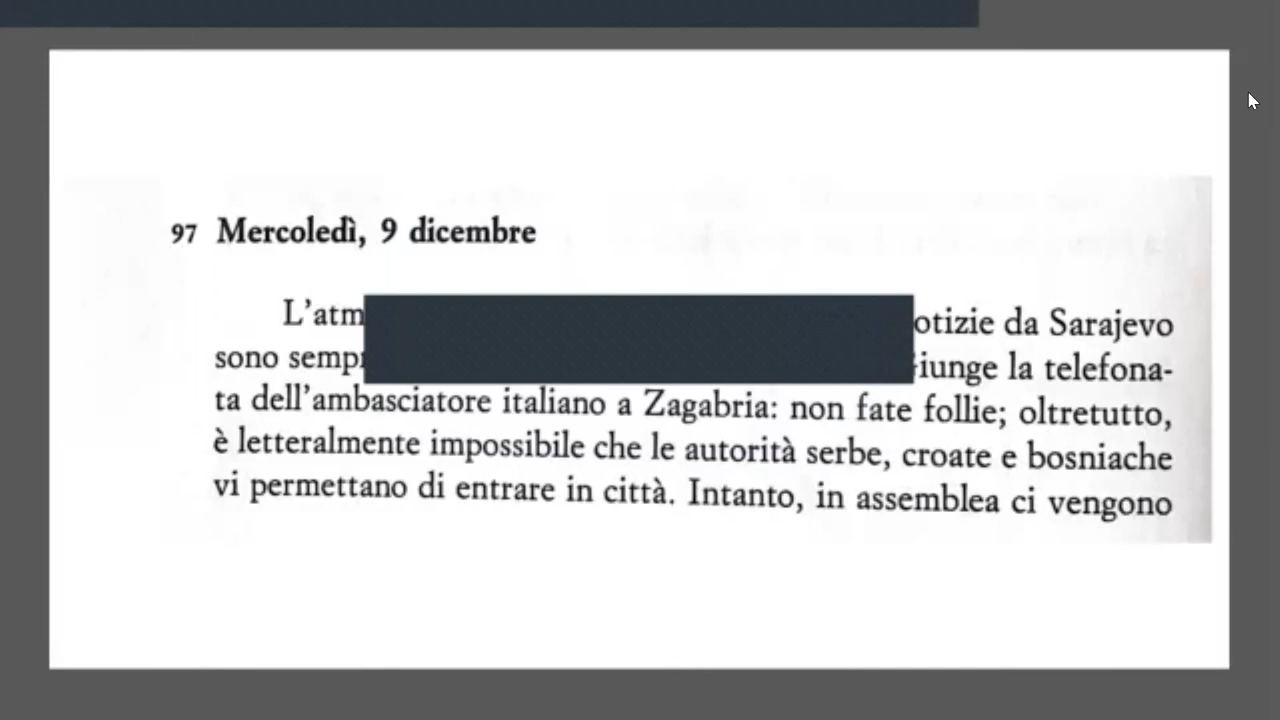 97 Mercoledì, 9 dicembre
L'atm otizie da Sarajevo
sono semp iunge la telefona-
ta dell'ambasciatore italiano a Zagabria: non fate follie; oltretutto,
è letteralmente impossibile che le autorità serbe, croate e bosniache
vi permettano di entrare in città. Intanto, in assemblea ci vengono